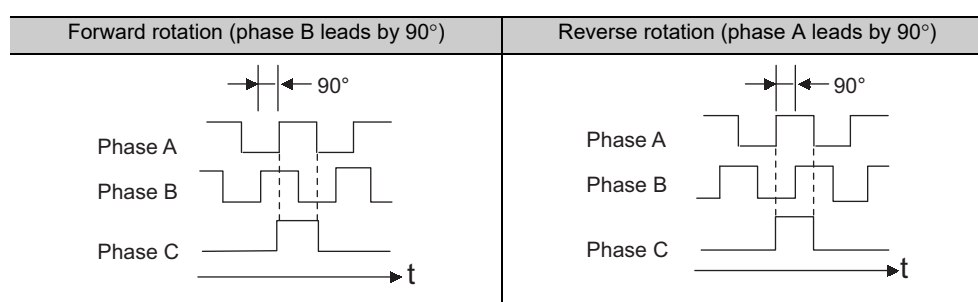 Forward rotation (phase B leads by 90°)
Reverse rotation (phase A leads by 90°)
90°
Phase A
Phase B
Phase C
t
90°
Phase A
Phase B
Phase C
t